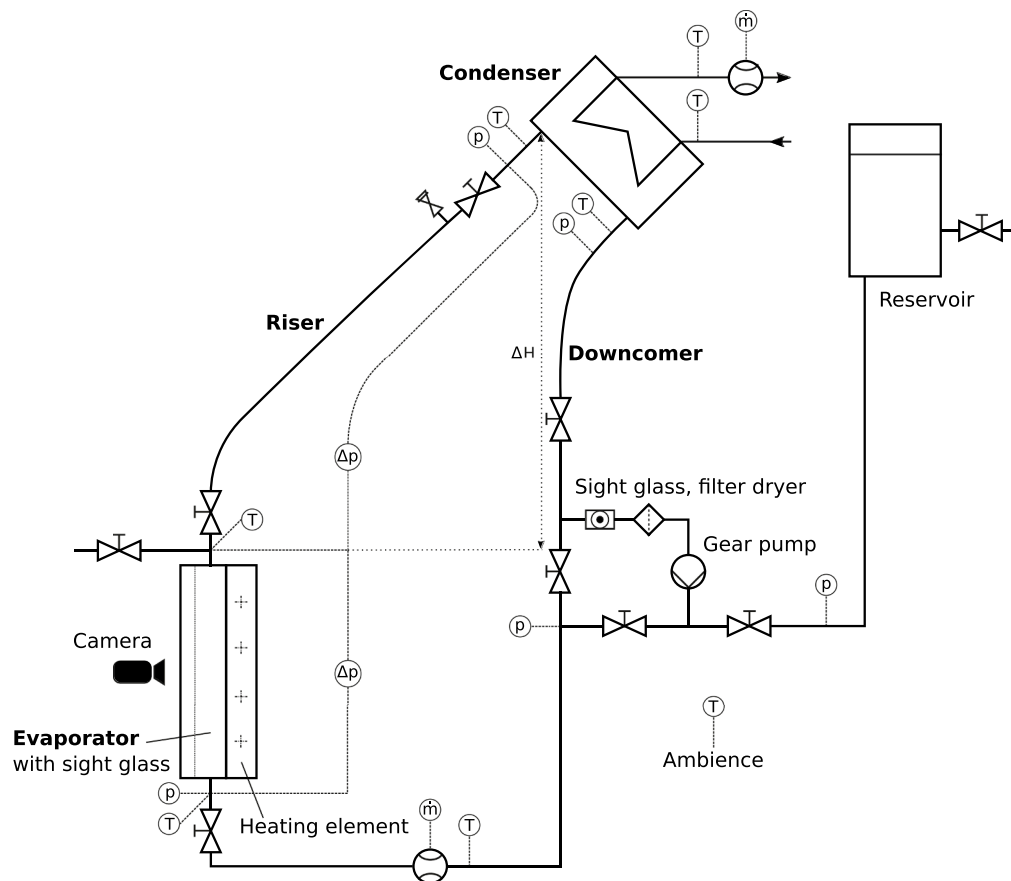 ṁ
T
Condenser
T
T
p
T
p
Reservoir
Riser
ΔH
Downcomer
Δp
Sight glass, filter dryer
T
Gear pump
p
p
Camera
Δp
T
Evaporator
with sight glass
Ambience
p
T
Heating element
ṁ
T